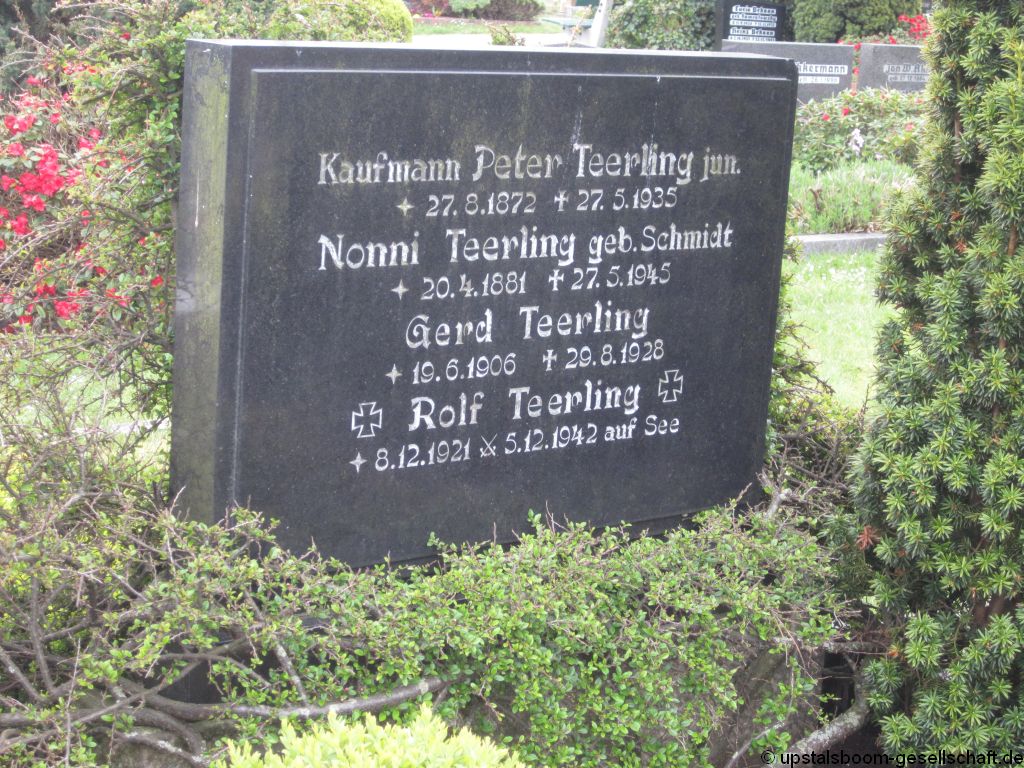 Kaufmann Peter Teerling jun.
27.8.1872 ✝ 27.5.1935
Nonni Teerling geb. Schmidt
20.4.1881 ✝ 27.5.1945
Gerd Teerling
19.6.1906 ✝ 29.8.1928
Rolf Teerling
8.12.1921 ⚔ 5.12.1942 auf See
© upstalsboom-gesellschaft.de